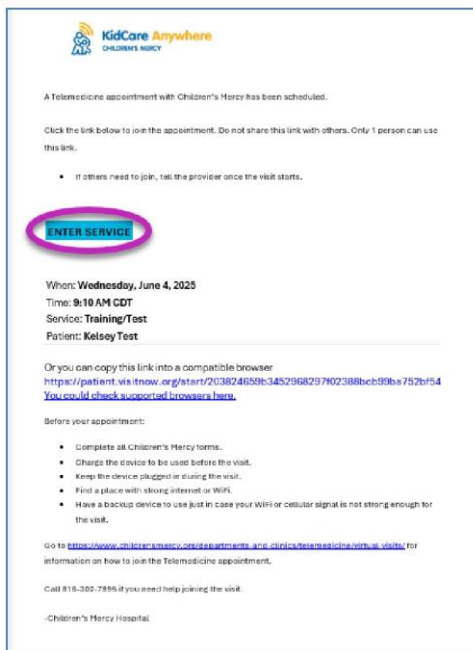 KidCare Anywhere
CHILDREN'S MERCY
A Telemedicine appointment with Children's Mercy has been scheduled.
Click the link below to join the appointment. Do not share this link with others. Only 1 person can use
this link.
• If others need to join, tell the provider once the visit starts.
ENTER SERVICE
When: Wednesday, June 4, 2025
Time: 9:10 AM CDT
Service: Training/Test
Patient: Kelsey Test
Or you can copy this link into a compatible browser
https://patient.visitnow.org/start/203824659b3452968297f02388bcb99ba752bf54
You could check supported browsers here.
Before your appointment:
• Complete all Children's Mercy forms.
• Charge the device to be used before the visit.
• Keep the device plugged in during the visit.
• Find a place with strong internet or WiFi.
• Have a backup device to use just in case your WiFi or cellular signal is not strong enough for
the visit.
Go to https://www.childrensmercy.org/departments-and-clinics/telemedicine/virtual-visits/ for
information on how to join the Telemedicine appointment.
Call 816-302-7895 if you need help joining the visit.
-Children's Mercy Hospital